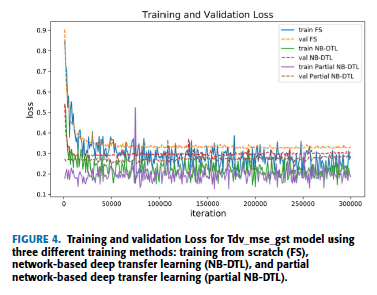 Training and Validation Loss
train FS
val FS
train NB-DTL
val NB-DTL
train Partial NB-DTL
val Partial NB-DTL
loss
0.9
0.8
0.7
0.6
0.5
0.4
0.3
0.2
0.1
0 50000 100000 150000 200000 250000 300000
iteration
FIGURE 4. Training and validation Loss for Tdv_mse_gst model using
three different training methods: training from scratch (FS),
network-based deep transfer learning (NB-DTL), and partial
network-based deep transfer learning (partial NB-DTL).